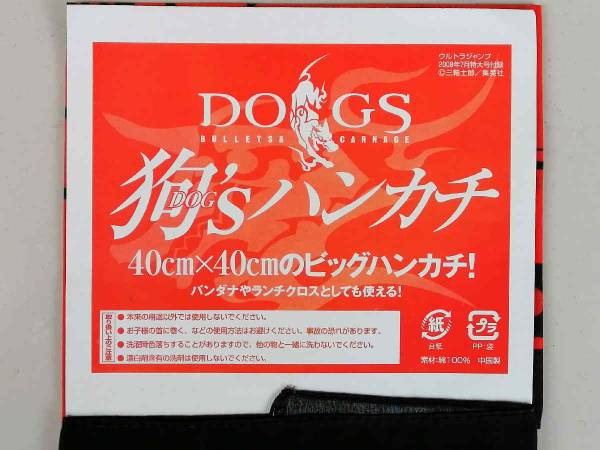 ウルトラジャンプ
2008年7月特大号付録
©三輪士郎/集英社
DOGS
BULLETS & CARNAGE
狗's ハンカチ
DOG
40cm×40cmのビッグハンカチ!
バンダナやランチクロスとしても使える!
取り扱い上のご注意
●本来の用途以外では使用しないでください。
●お子様の首に巻く、などの使用方法はお避けください。事故の恐れがあります。
●洗濯時色落ちすることがありますので、他の物と一緒に洗わないでください。
●漂白剤含有の洗剤は使用しないでください。
紙
台紙
プラ
PP:袋
素材:綿100% 中国製